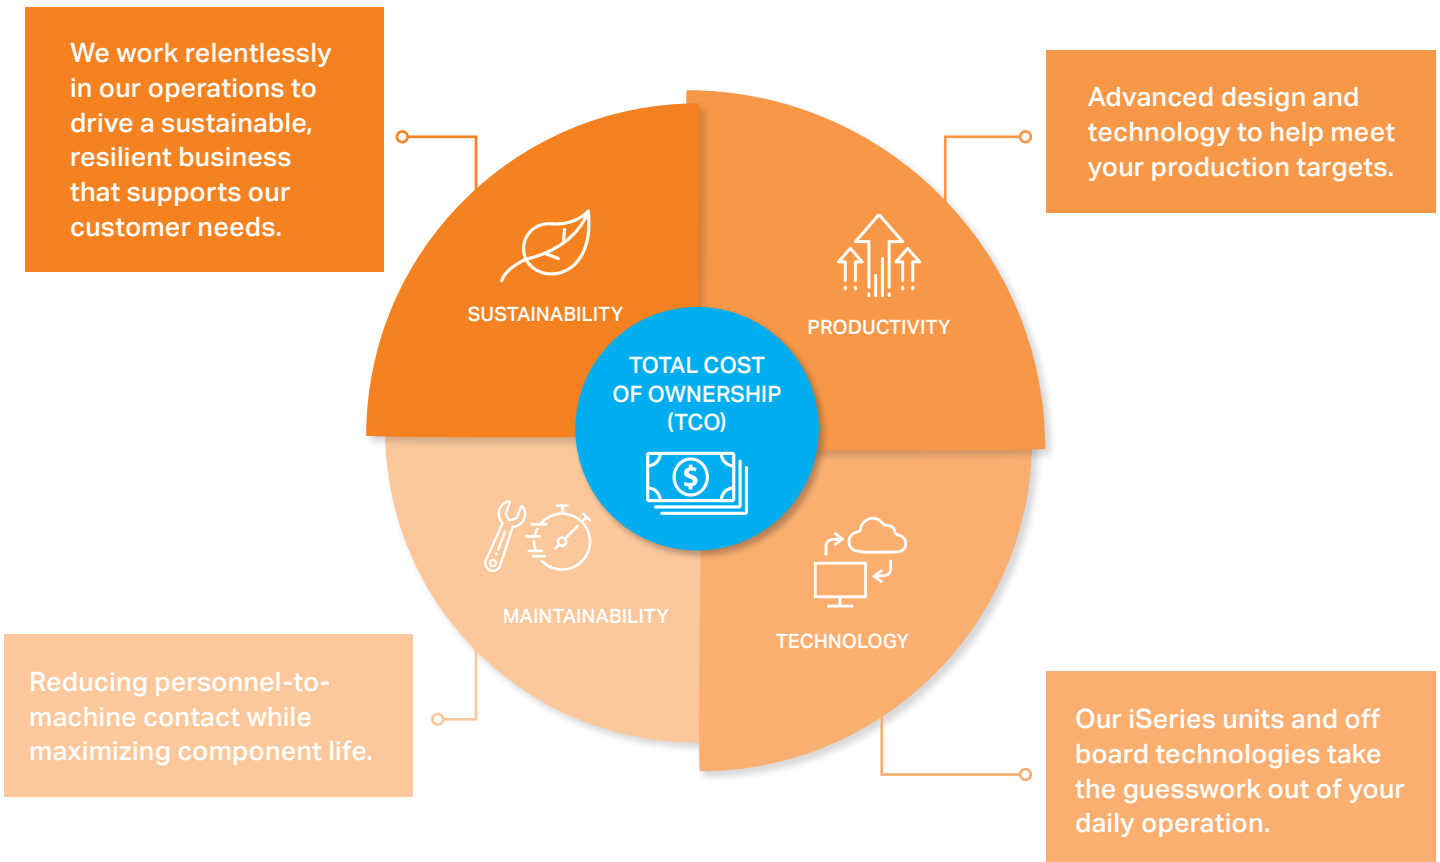 We work relentlessly
in our operations to
drive a sustainable,
resilient business
that supports our
customer needs.
Advanced design and
technology to help meet
your production targets.
SUSTAINABILITY
PRODUCTIVITY
TOTAL COST
OF OWNERSHIP
(TCO)
$
MAINTAINABILITY
TECHNOLOGY
Reducing personnel-to-
machine contact while
maximizing component life.
Our iSeries units and off
board technologies take
the guesswork out of your
daily operation.